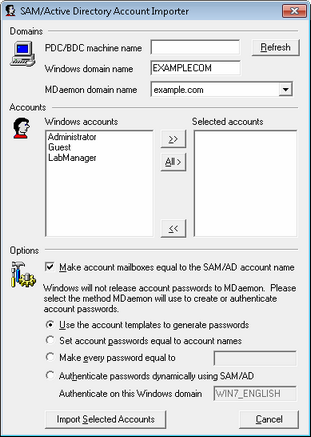 SAM/Active Directory Account Importer
Domains
PDC/BDC machine name
Refresh
Windows domain name EXAMPLECOM
MDaemon domain name example.com
Accounts
Windows accounts Selected accounts
Administrator
Guest
LabManager
>>
All >
<<
Options
Make account mailboxes equal to the SAM/AD account name
Windows will not release account passwords to MDaemon. Please
select the method MDaemon will use to create or authenticate
account passwords.
Use the account templates to generate passwords
Set account passwords equal to account names
Make every password equal to
Authenticate passwords dynamically using SAM/AD
Authenticate on this Windows domain WIN7_ENGLISH
Import Selected Accounts Cancel